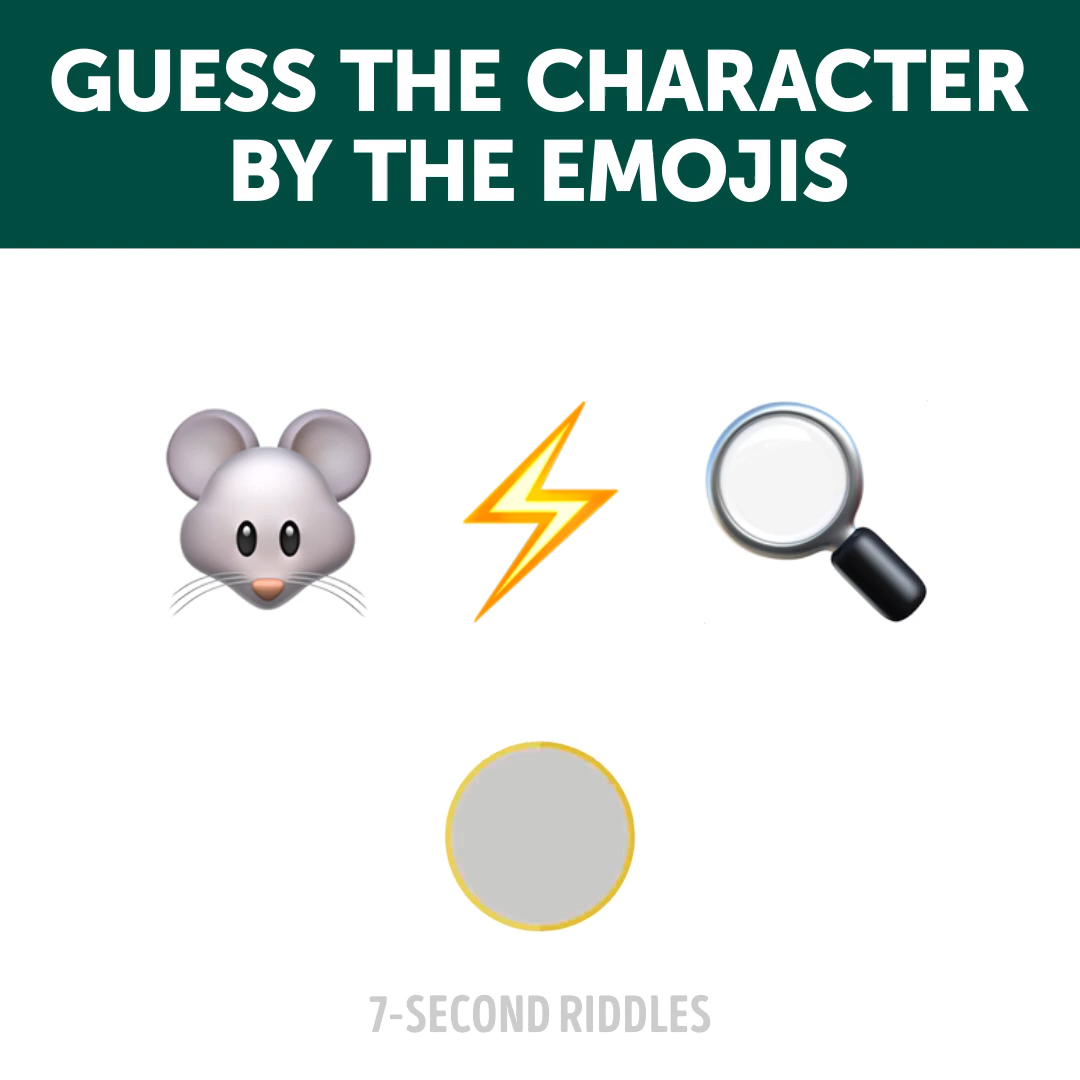 GUESS THE CHARACTER
BY THE EMOJIS
7-SECOND RIDDLES